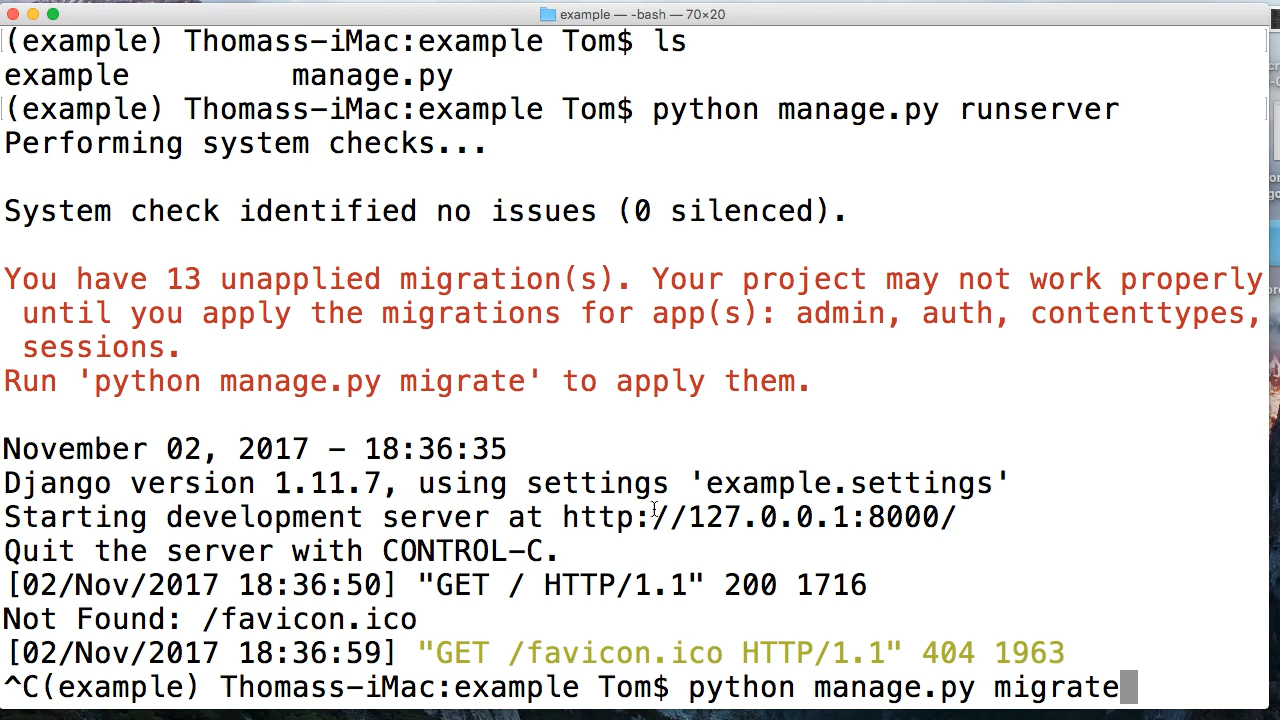 example — -bash — 70×20
(example) Thomass-iMac:example Tom$ ls
example         manage.py
(example) Thomass-iMac:example Tom$ python manage.py runserver
Performing system checks...
System check identified no issues (0 silenced).
You have 13 unapplied migration(s). Your project may not work properly
 until you apply the migrations for app(s): admin, auth, contenttypes,
 sessions.
Run 'python manage.py migrate' to apply them.
November 02, 2017 - 18:36:35
Django version 1.11.7, using settings 'example.settings'
Starting development server at http://127.0.0.1:8000/
Quit the server with CONTROL-C.
[02/Nov/2017 18:36:50] "GET / HTTP/1.1" 200 1716
Not Found: /favicon.ico
[02/Nov/2017 18:36:59] "GET /favicon.ico HTTP/1.1" 404 1963
^C(example) Thomass-iMac:example Tom$ python manage.py migrate